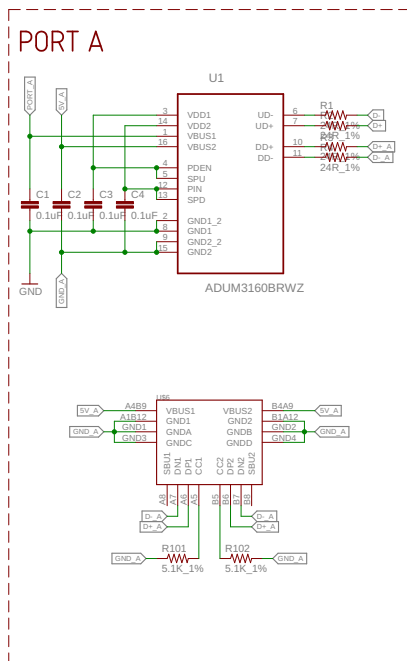 PORT A
PORT_A
5V_A
U1
3 VDD1
14 VDD2
1 VBUS1
16 VBUS2
4 PDEN
5 SPU
12 PIN
13 SPD
2 GND1_2
8 GND1
9 GND2_2
15 GND2
UD- 6
UD+ 7
DD+ 10
DD- 11
R1
24R_1%
D-
D+
D+_A
D-_A
C1 0.1uF
C2 0.1uF
C3 0.1uF
C4 0.1uF
GND
GND_A
ADUM3160BRWZ
U$6
5V_A A4B9 VBUS1
A1B12 GND1
GND_A GND1 GNDA
GND3 GNDC
VBUS2 B4A9 5V_A
GND2 B1A12
GNDB GND2 GND_A
GNDD GND4
SBU1 DN1 DP1 CC1
CC2 DP2 DN2 SBU2
A8 A7 A6 A5
B5 B6 B7 B8
D-_A
D+_A
D-_A
D+_A
GND_A
R101
5.1K_1%
R102
5.1K_1%
GND_A